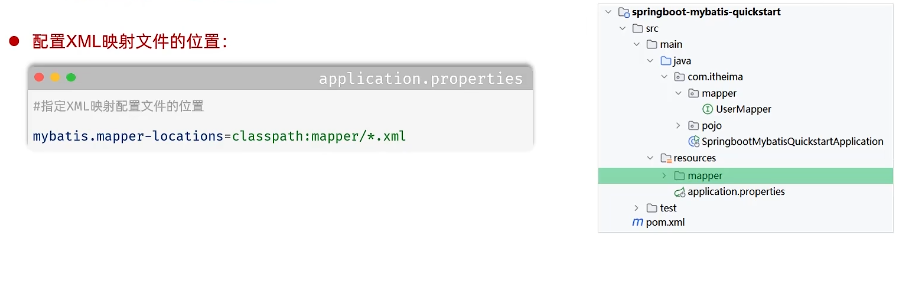 配置XML映射文件的位置：
application.properties
#指定XML映射配置文件的位置
mybatis.mapper-locations=classpath:mapper/*.xml
springboot-mybatis-quickstart
src
main
java
com.itheima
mapper
UserMapper
pojo
SpringbootMybatisQuickstartApplication
resources
mapper
application.properties
test
pom.xml